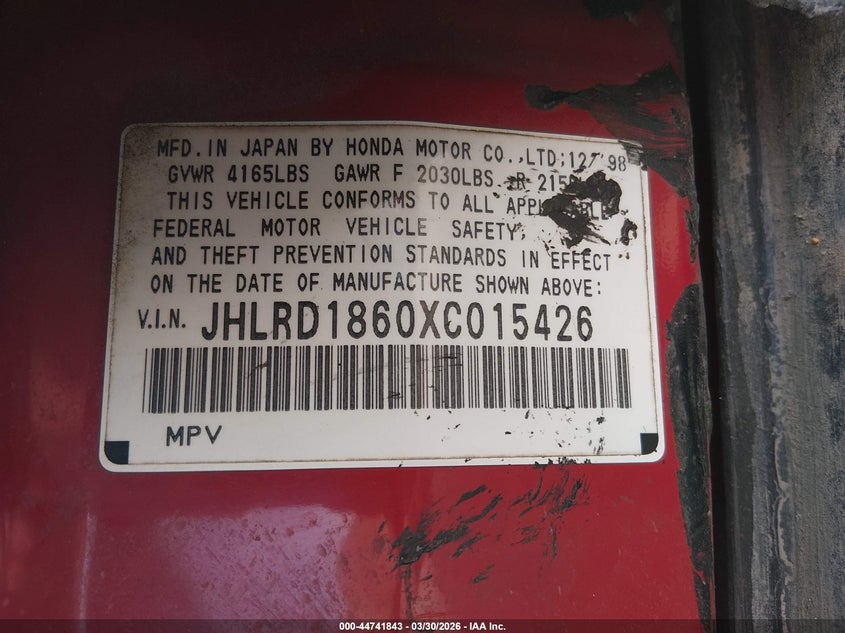 MFD. IN JAPAN BY HONDA MOTOR CO.,LTD;12/98
GVWR 4165LBS GAWR F 2030LBS R
THIS VEHICLE CONFORMS TO ALL APPLICABLE
FEDERAL MOTOR VEHICLE SAFETY,
AND THEFT PREVENTION STANDARDS IN EFFECT
ON THE DATE OF MANUFACTURE SHOWN ABOVE:
V.I.N. JHLRD1860XC015426
MPV
000-44741843 - 03/30/2026 - IAA Inc.